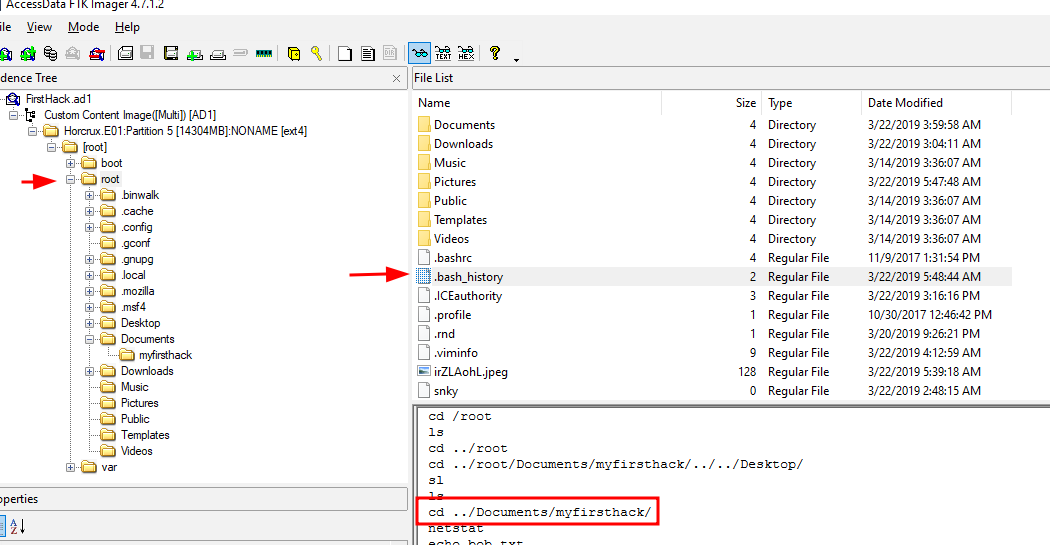 AccessData FTK Imager 4.7.1.2
ile View Mode Help
dence Tree
FirstHack.ad1
Custom Content Image([Multi]) [AD1]
Horcrux.E01:Partition 5 [14304MB]:NONAME [ext4]
[root]
boot
root
.binwalk
.cache
.config
.gconf
.gnupg
.local
.mozilla
.msf4
Desktop
Documents
myfirsthack
Downloads
Music
Pictures
Public
Templates
Videos
var
operties
A
Z
TEXT
HEX
File List
Name Size Type Date Modified
Documents 4 Directory 3/22/2019 3:59:58 AM
Downloads 4 Directory 3/22/2019 3:04:11 AM
Music 4 Directory 3/14/2019 3:36:07 AM
Pictures 4 Directory 3/22/2019 5:47:48 AM
Public 4 Directory 3/14/2019 3:36:07 AM
Templates 4 Directory 3/14/2019 3:36:07 AM
Videos 4 Directory 3/14/2019 3:36:07 AM
.bashrc 4 Regular File 11/9/2017 1:31:54 PM
.bash_history 2 Regular File 3/22/2019 5:48:44 AM
.ICEauthority 3 Regular File 3/22/2019 3:16:16 PM
.profile 1 Regular File 10/30/2017 12:46:42 PM
.rnd 1 Regular File 3/20/2019 9:26:21 PM
.viminfo 9 Regular File 3/22/2019 4:12:59 AM
irZLAohL.jpeg 128 Regular File 3/22/2019 5:39:18 AM
snky 0 Regular File 3/22/2019 2:48:15 AM
cd /root
ls
cd ../root
cd ../root/Documents/myfirsthack/../../Desktop/
sl
ls
cd ../Documents/myfirsthack/
netstat
echo bob.txt